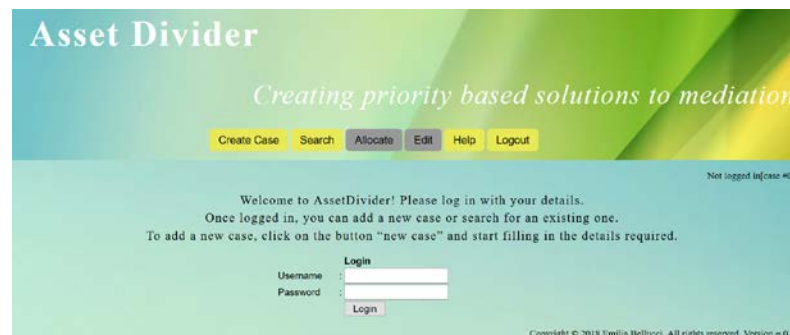 Asset Divider
Creating priority based solutions to mediation
Create Case Search Allocate Edit Help Logout
Not logged in[case #0
Welcome to AssetDivider! Please log in with your details.
Once logged in, you can add a new case or search for an existing one.
To add a new case, click on the button “new case” and start filling in the details required.
Login
Username :
Password :
Login
Copyright © 2018 Emilia Bellucci. All rights reserved. Version = 0.